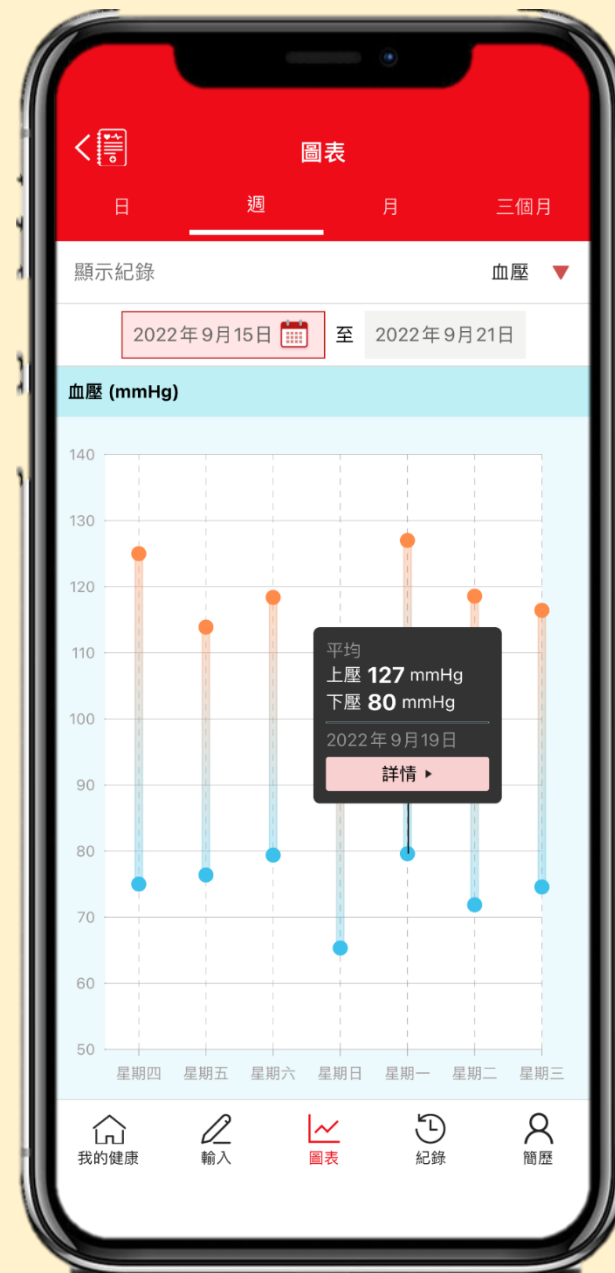 圖表
日 週 月 三個月
顯示紀錄 血壓
2022年9月15日 至 2022年9月21日
血壓 (mmHg)
140
130
120
110
100
90
80
70
60
50
平均
上壓 127 mmHg
下壓 80 mmHg
2022年9月19日
詳情
星期四 星期五 星期六 星期日 星期一 星期二 星期三
我的健康 輸入 圖表 紀錄 簡歷